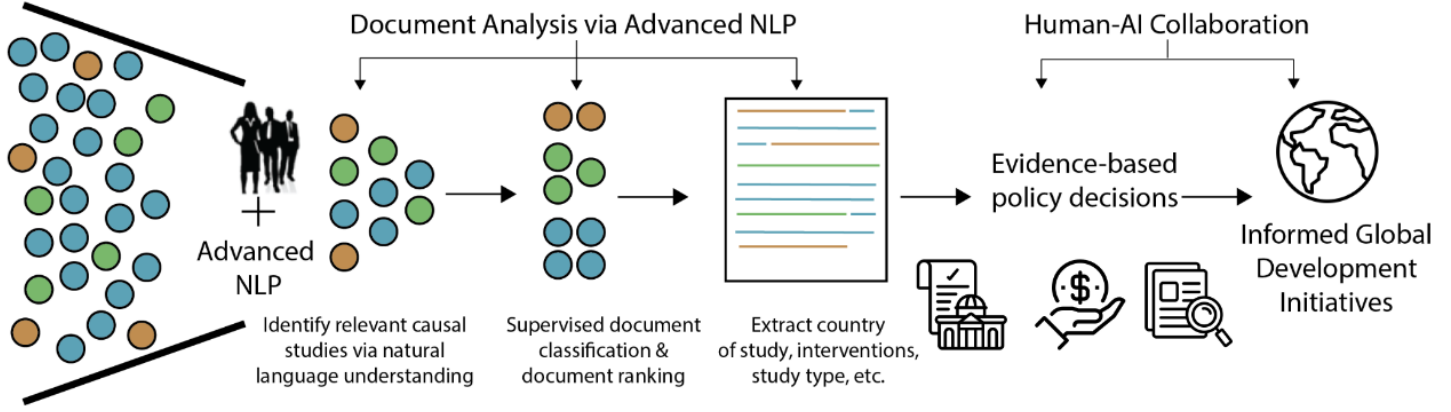 Document Analysis via Advanced NLP
Human-AI Collaboration
+
Advanced
NLP
Identify relevant causal
studies via natural
language understanding
Supervised document
classification &
document ranking
Extract country
of study, interventions,
study type, etc.
Evidence-based
policy decisions
$
Informed Global
Development
Initiatives